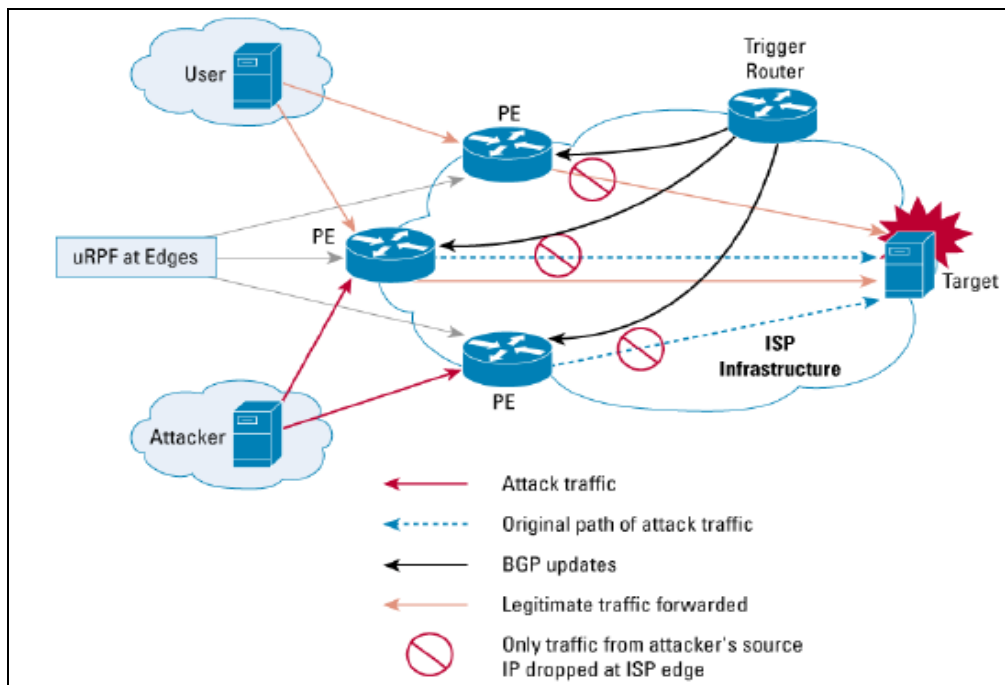 User
Trigger
Router
PE
PE
uRPF at Edges
Target
ISP
Infrastructure
PE
Attacker
Attack traffic
Original path of attack traffic
BGP updates
Legitimate traffic forwarded
Only traffic from attacker's source
IP dropped at ISP edge